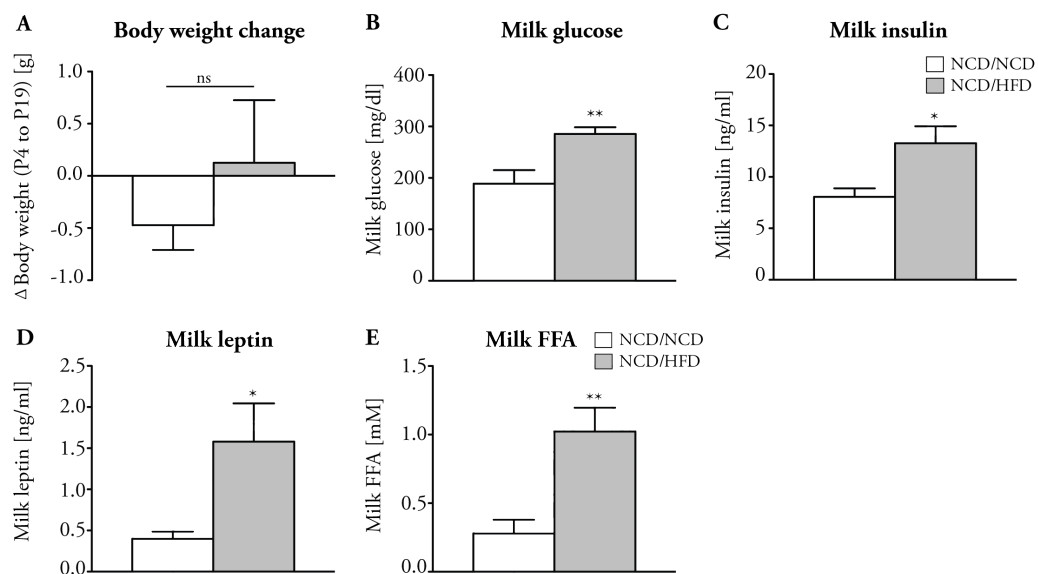 A
Body weight change
Δ Body weight (P4 to P19) [g]
1.0
0.5
0.0
-0.5
-1.0
ns
B
Milk glucose
Milk glucose [mg/dl]
400
300
200
100
0
**
C
Milk insulin
NCD/NCD
NCD/HFD
Milk insulin [ng/ml]
20
15
10
5
0
*
D
Milk leptin
Milk leptin [ng/ml]
2.5
2.0
1.5
1.0
0.5
0.0
*
E
Milk FFA
NCD/NCD
NCD/HFD
Milk FFA [mM]
1.5
1.0
0.5
0.0
**